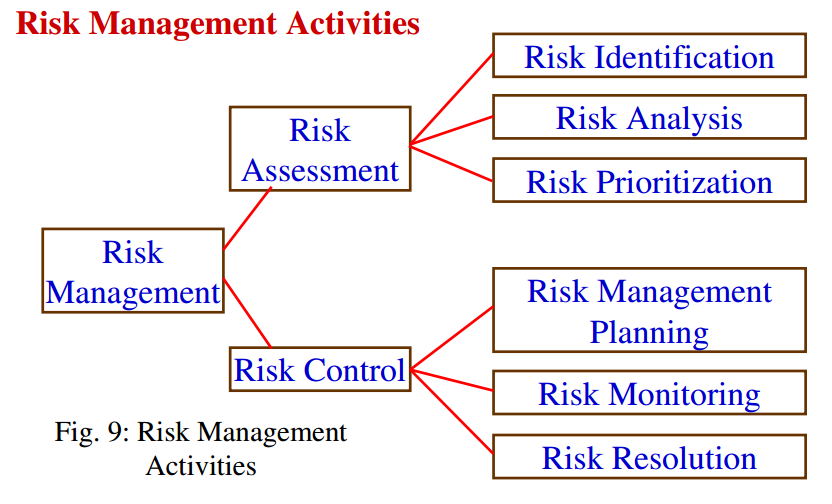 Risk Management Activities
Risk Identification
Risk Analysis
Risk Prioritization
Risk
Assessment
Risk
Management
Risk Management
Planning
Risk Control
Risk Monitoring
Risk Resolution
Fig. 9: Risk Management
Activities